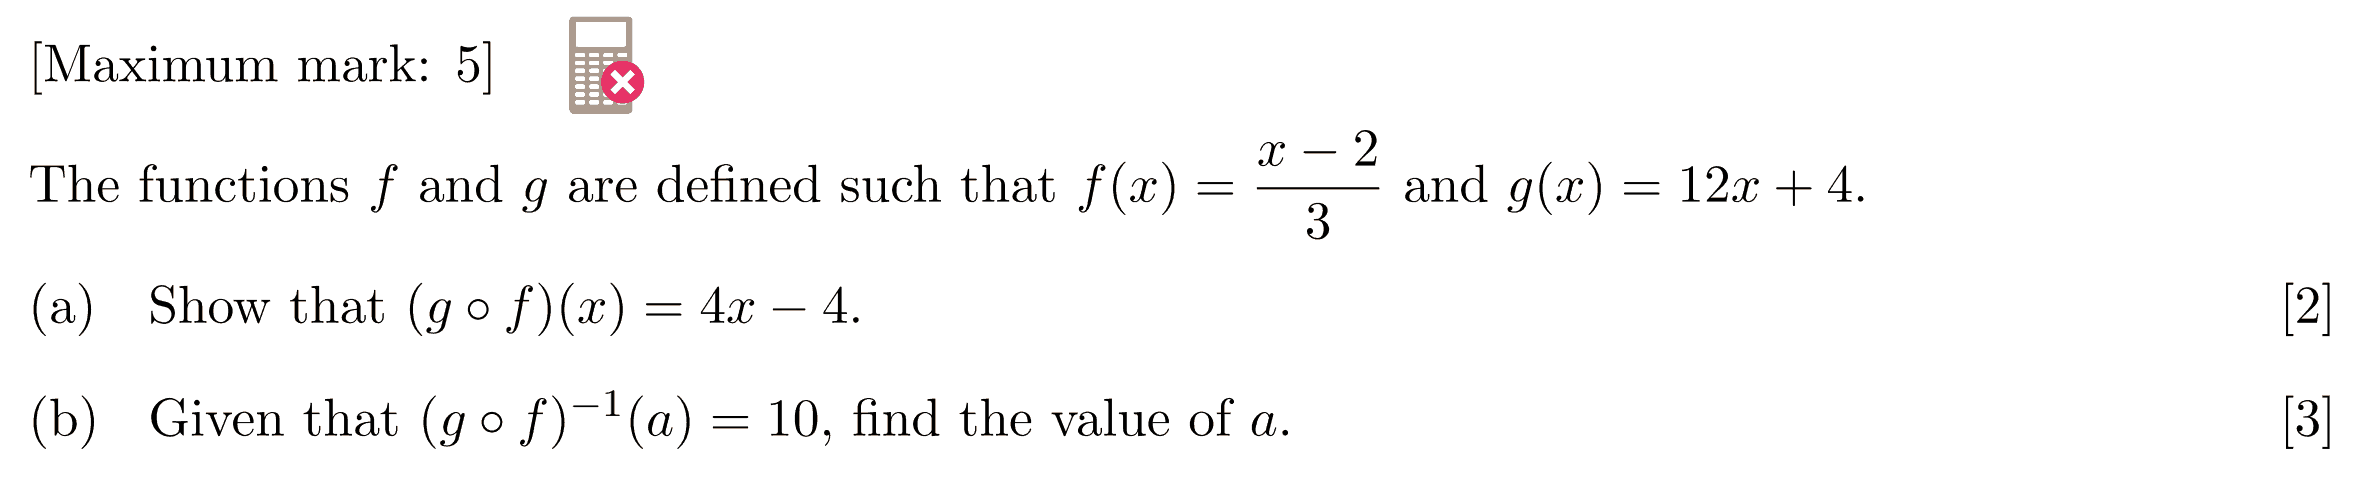 [Maximum mark: 5]
The functions f and g are defined such that f(x) = \frac{x − 2}{3} and g(x) = 12x + 4.
(a) Show that (g ∘ f)(x) = 4x − 4. [2]
(b) Given that (g ∘ f)⁻¹(a) = 10, find the value of a. [3]